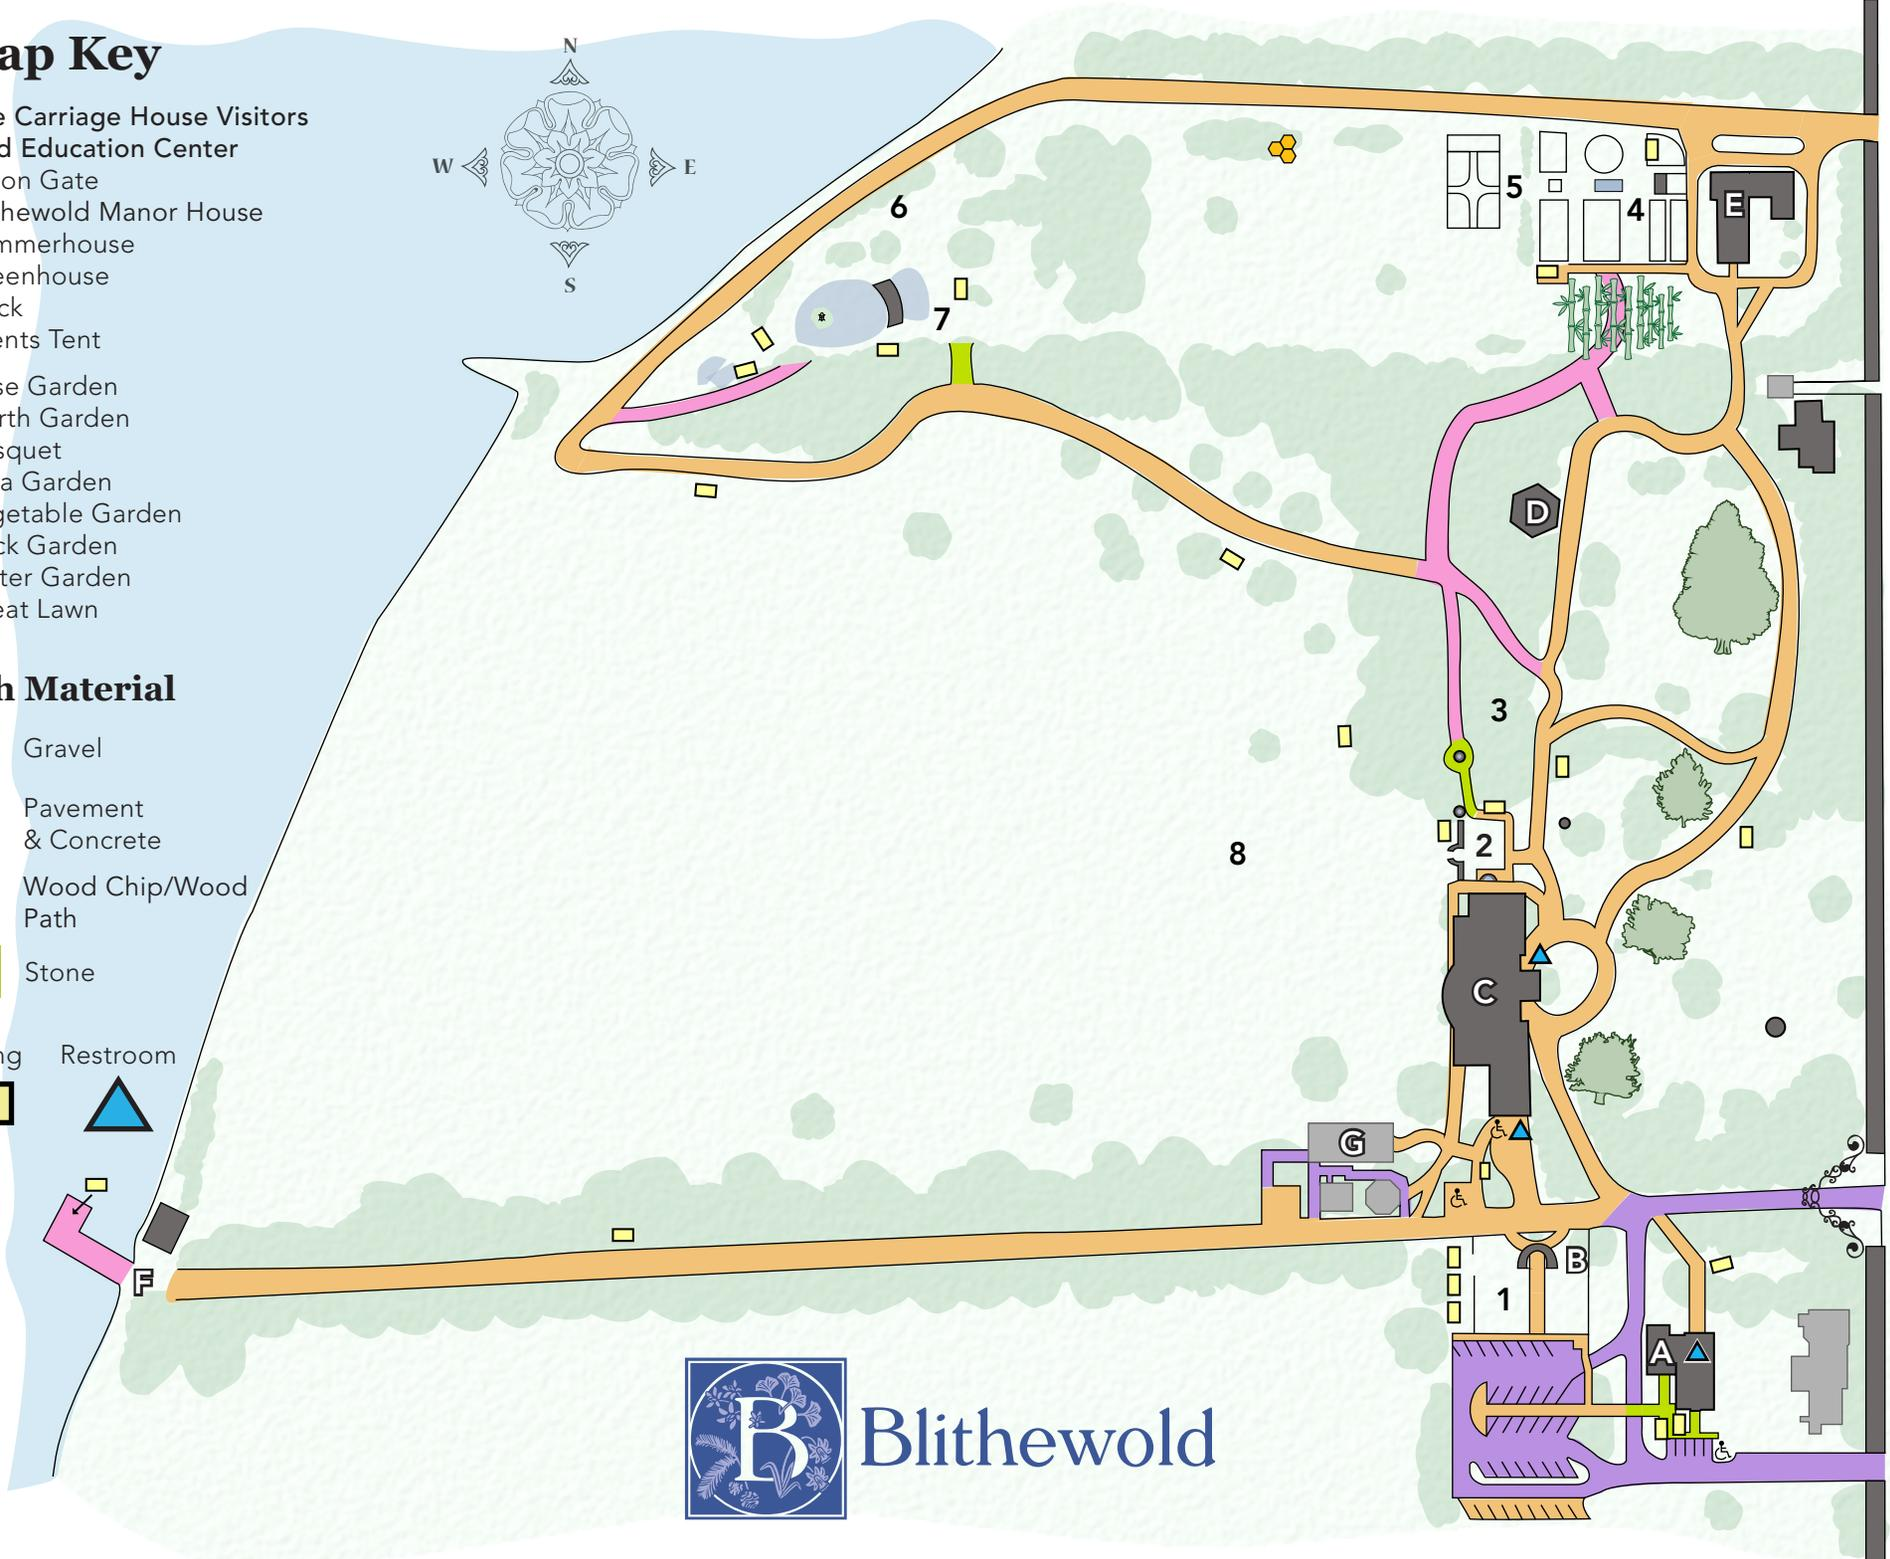 ap Key
e Carriage House Visitors
d Education Center
on Gate
thewold Manor House
mmerhouse
eenhouse
ck
ents Tent
se Garden
rth Garden
squet
a Garden
getable Garden
ck Garden
ter Garden
eat Lawn
h Material
Gravel
Pavement
& Concrete
Wood Chip/Wood
Path
Stone
ng
Restroom
N
W
E
S
6
5
4
E
7
D
3
2
8
C
G
F
B
1
A
B
Blithewold